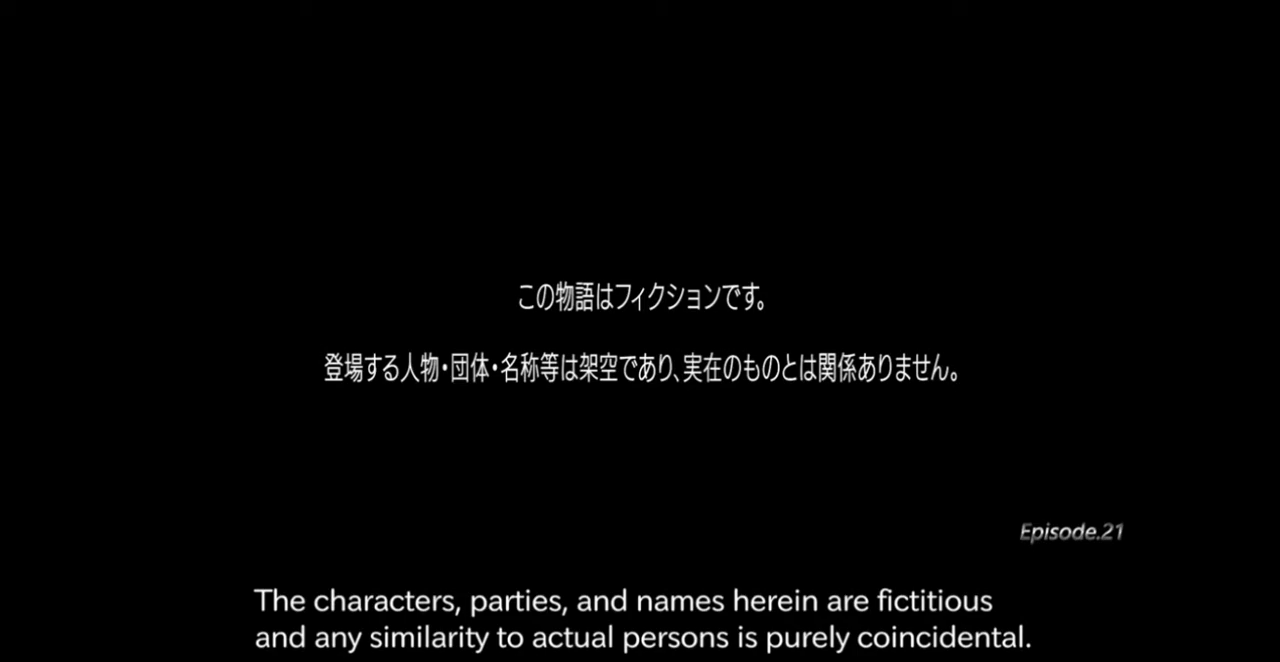 この物語はフィクションです。
登場する人物・団体・名称等は架空であり、実在のものとは関係ありません。
Episode.21
The characters, parties, and names herein are fictitious
and any similarity to actual persons is purely coincidental.